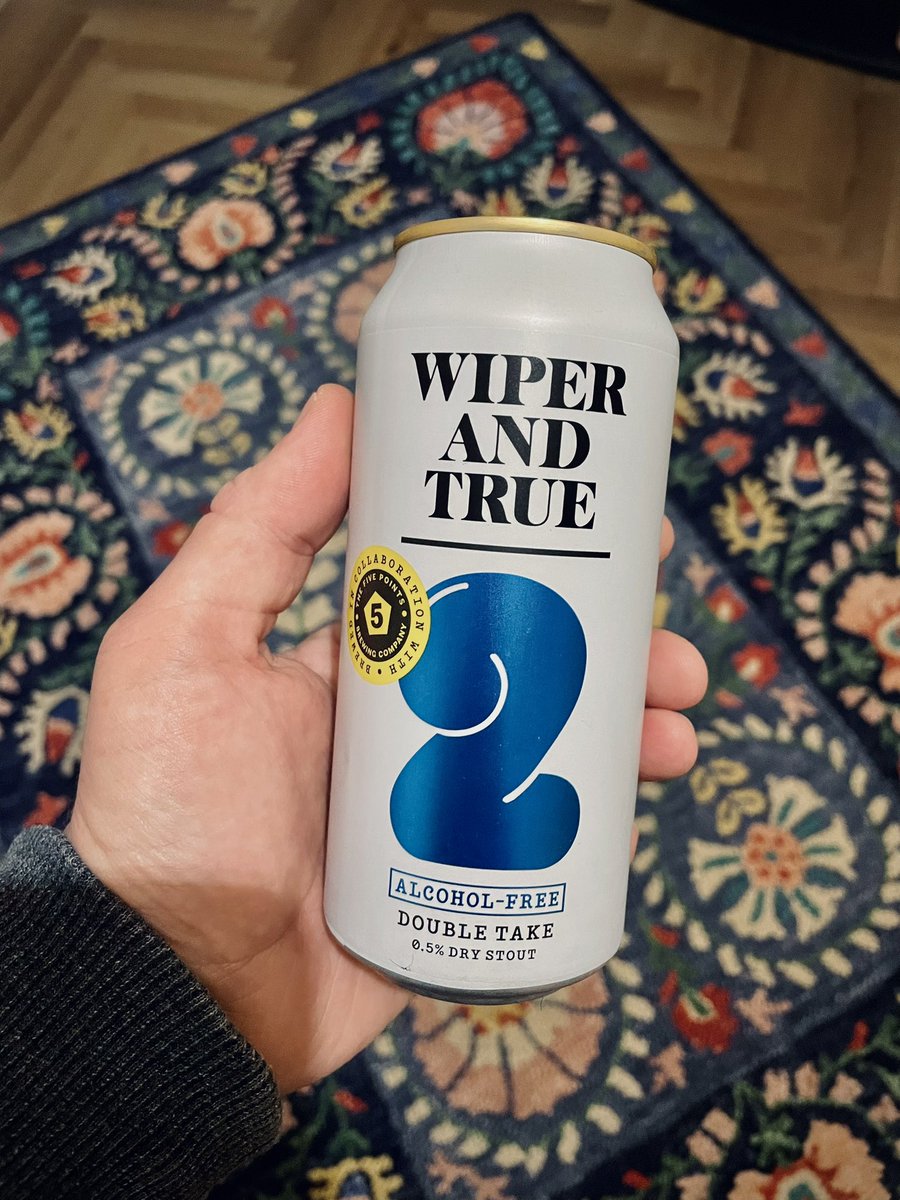 WIPER
AND
TRUE
BREWED IN COLLABORATION WITH
THE FIVE POINTS
5
BREWING COMPANY
2
ALCOHOL-FREE
DOUBLE TAKE
0.5% DRY STOUT